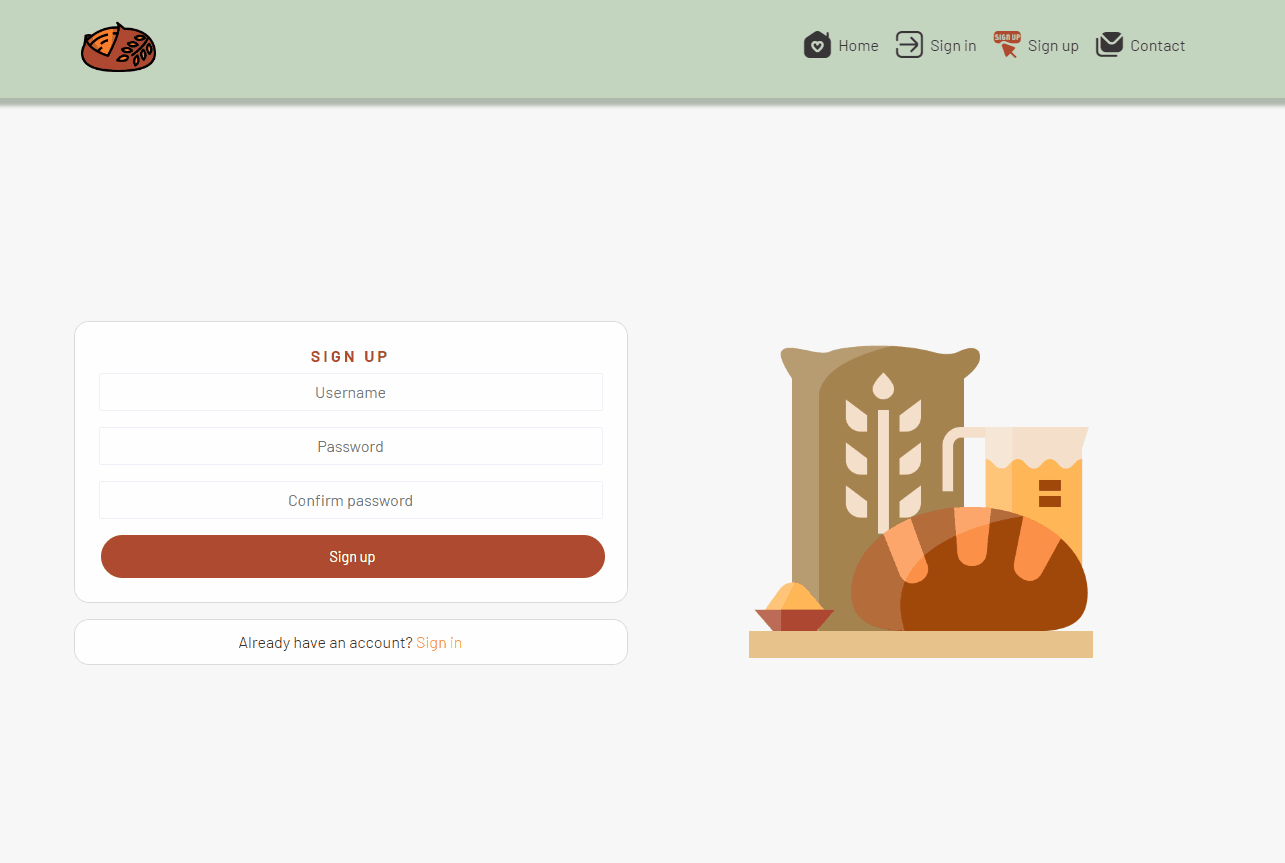 Home
Sign in
SIGN UP
Sign up
Contact
SIGN UP
Username
Password
Confirm password
Sign up
Already have an account? Sign in